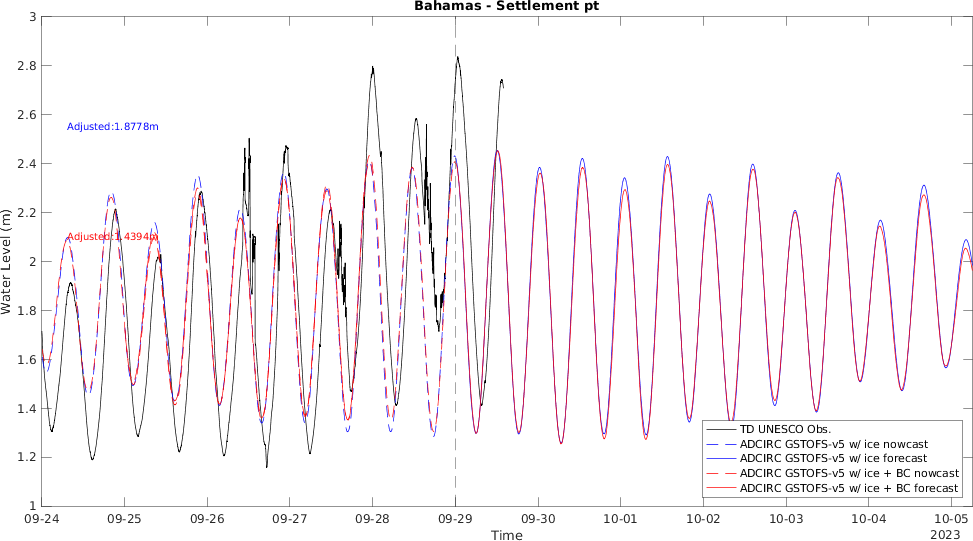 Bahamas - Settlement pt
3
2.8
2.6
2.4
2.2
2
1.8
1.6
1.4
1.2
1
Water Level (m)
Adjusted:1.8778m
Adjusted:1.4394m
TD UNESCO Obs.
ADCIRC GSTOFS-v5 w/ ice nowcast
ADCIRC GSTOFS-v5 w/ ice forecast
ADCIRC GSTOFS-v5 w/ ice + BC nowcast
ADCIRC GSTOFS-v5 w/ ice + BC forecast
09-24 09-25 09-26 09-27 09-28 09-29 09-30 10-01 10-02 10-03 10-04 10-05
2023
Time